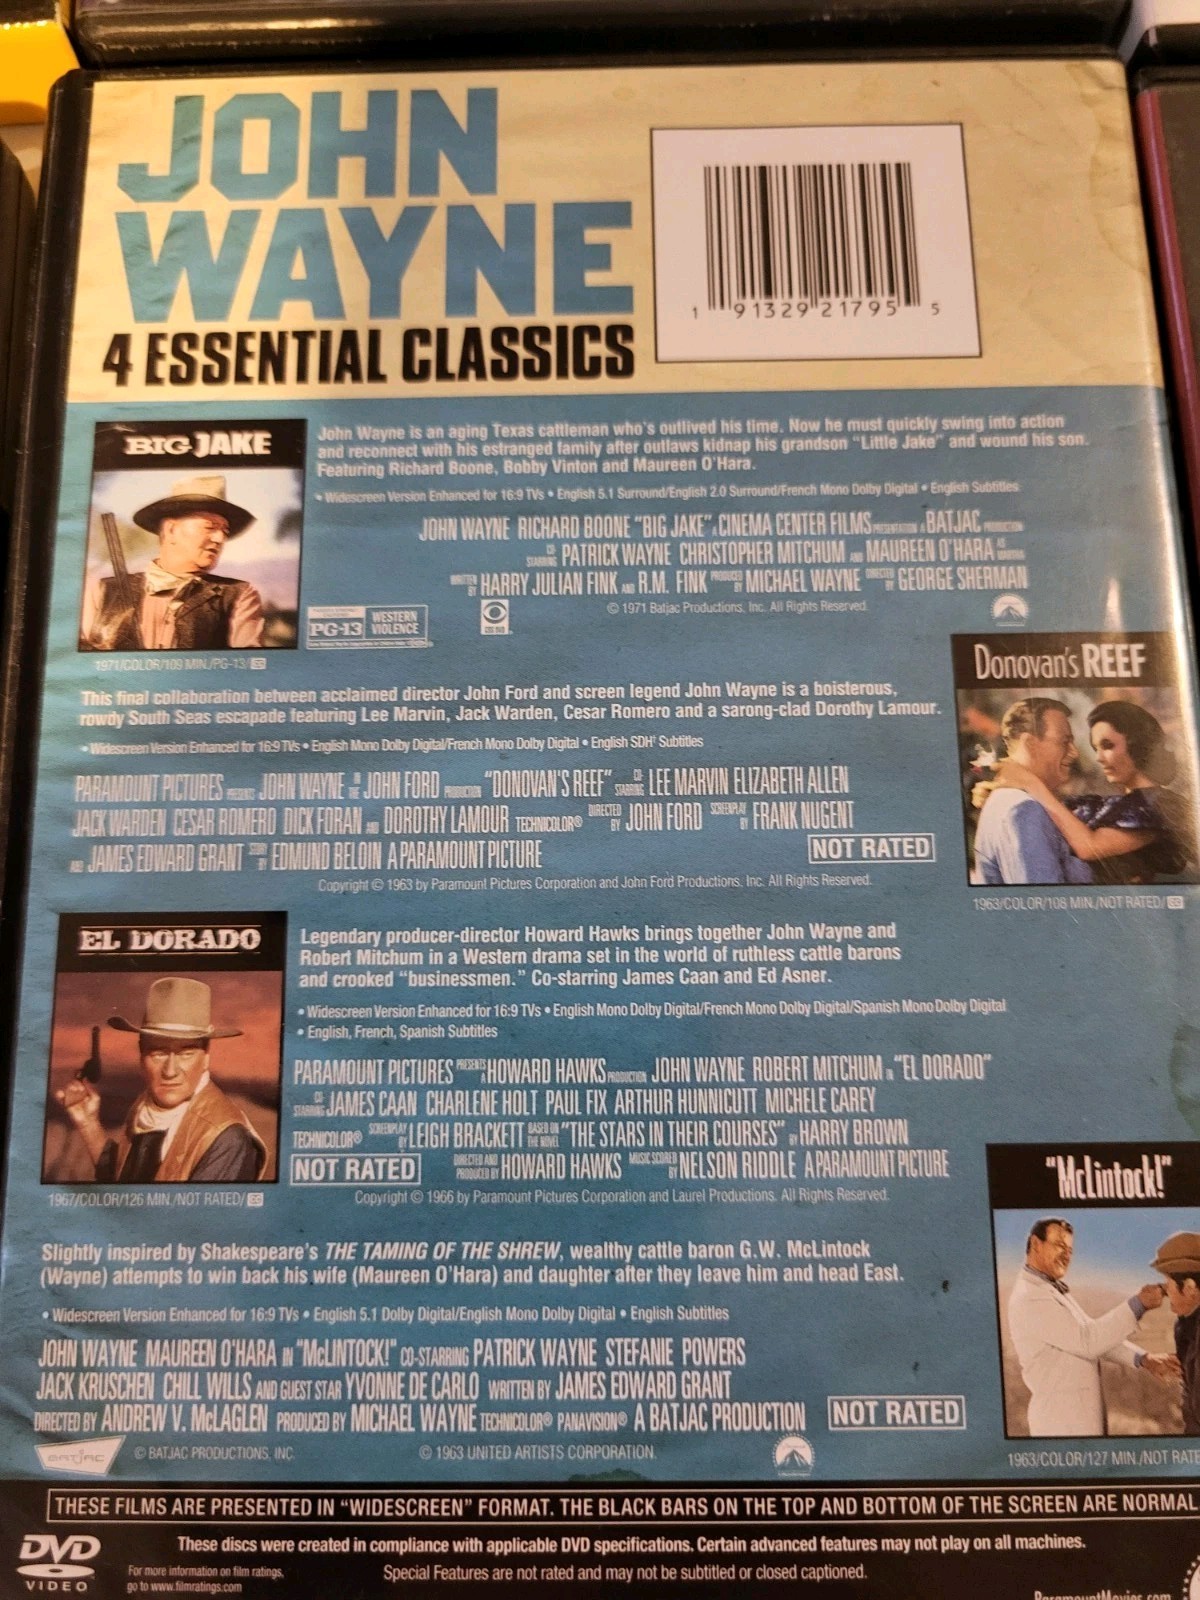 JOHN
WAYNE
4 ESSENTIAL CLASSICS
1 91329 21795 5
BIG JAKE
John Wayne is an aging Texas cattleman who's outlived his time. Now he must quickly swing into action
and reconnect with his estranged family after outlaws kidnap his grandson "Little Jake" and wound his son.
Featuring Richard Boone, Bobby Vinton and Maureen O'Hara.
• Widescreen Version Enhanced for 16:9 TVs • English 5.1 Surround/English 2.0 Surround/French Mono Dolby Digital • English Subtitles
JOHN WAYNE RICHARD BOONE "BIG JAKE" A CINEMA CENTER FILMS PRESENTATION A BATJAC PRODUCTION
CO-STARRING PATRICK WAYNE CHRISTOPHER MITCHUM AND MAUREEN O'HARA AS MARTHA
WRITTEN BY HARRY JULIAN FINK AND R.M. FINK PRODUCED BY MICHAEL WAYNE DIRECTED BY GEORGE SHERMAN
© 1971 Batjac Productions, Inc. All Rights Reserved.
PG-13 WESTERN VIOLENCE
1971/COLOR/109 MIN./PG-13/CC
Donovan's REEF
This final collaboration between acclaimed director John Ford and screen legend John Wayne is a boisterous,
rowdy South Seas escapade featuring Lee Marvin, Jack Warden, Cesar Romero and a sarong-clad Dorothy Lamour.
• Widescreen Version Enhanced for 16:9 TVs • English Mono Dolby Digital/French Mono Dolby Digital • English SDH† Subtitles
PARAMOUNT PICTURES PRESENTS JOHN WAYNE IN THE JOHN FORD PRODUCTION "DONOVAN'S REEF" CO-STARRING LEE MARVIN ELIZABETH ALLEN
JACK WARDEN CESAR ROMERO DICK FORAN AND DOROTHY LAMOUR TECHNICOLOR® DIRECTED BY JOHN FORD SCREENPLAY BY FRANK NUGENT
AND JAMES EDWARD GRANT STORY BY EDMUND BELOIN A PARAMOUNT PICTURE
NOT RATED
Copyright © 1963 by Paramount Pictures Corporation and John Ford Productions, Inc. All Rights Reserved.
1963/COLOR/108 MIN./NOT RATED/CC
EL DORADO
Legendary producer-director Howard Hawks brings together John Wayne and
Robert Mitchum in a Western drama set in the world of ruthless cattle barons
and crooked "businessmen." Co-starring James Caan and Ed Asner.
• Widescreen Version Enhanced for 16:9 TVs • English Mono Dolby Digital/French Mono Dolby Digital/Spanish Mono Dolby Digital
• English, French, Spanish Subtitles
PARAMOUNT PICTURES PRESENTS A HOWARD HAWKS PRODUCTION JOHN WAYNE ROBERT MITCHUM IN "EL DORADO"
CO-STARRING JAMES CAAN CHARLENE HOLT PAUL FIX ARTHUR HUNNICUTT MICHELE CAREY
TECHNICOLOR® SCREENPLAY BY LEIGH BRACKETT BASED ON THE NOVEL "THE STARS IN THEIR COURSES" BY HARRY BROWN
NOT RATED DIRECTED AND PRODUCED BY HOWARD HAWKS MUSIC SCORED BY NELSON RIDDLE A PARAMOUNT PICTURE
1967/COLOR/126 MIN./NOT RATED/CC
Copyright © 1966 by Paramount Pictures Corporation and Laurel Productions. All Rights Reserved.
"McLintock!"
Slightly inspired by Shakespeare's THE TAMING OF THE SHREW, wealthy cattle baron G.W. McLintock
(Wayne) attempts to win back his wife (Maureen O'Hara) and daughter after they leave him and head East.
• Widescreen Version Enhanced for 16:9 TVs • English 5.1 Dolby Digital/English Mono Dolby Digital • English Subtitles
JOHN WAYNE MAUREEN O'HARA IN "McLINTOCK!" CO-STARRING PATRICK WAYNE STEFANIE POWERS
JACK KRUSCHEN CHILL WILLS AND GUEST STAR YVONNE DE CARLO WRITTEN BY JAMES EDWARD GRANT
DIRECTED BY ANDREW V. McLAGLEN PRODUCED BY MICHAEL WAYNE TECHNICOLOR® PANAVISION® A BATJAC PRODUCTION
NOT RATED
BATJAC © BATJAC PRODUCTIONS, INC. © 1963 UNITED ARTISTS CORPORATION.
1963/COLOR/127 MIN./NOT RATE
THESE FILMS ARE PRESENTED IN "WIDESCREEN" FORMAT. THE BLACK BARS ON THE TOP AND BOTTOM OF THE SCREEN ARE NORMAL
DVD
VIDEO
These discs were created in compliance with applicable DVD specifications. Certain advanced features may not play on all machines.
For more information on film ratings,
go to www.filmratings.com
Special Features are not rated and may not be subtitled or closed captioned.
ParamountMovies.com